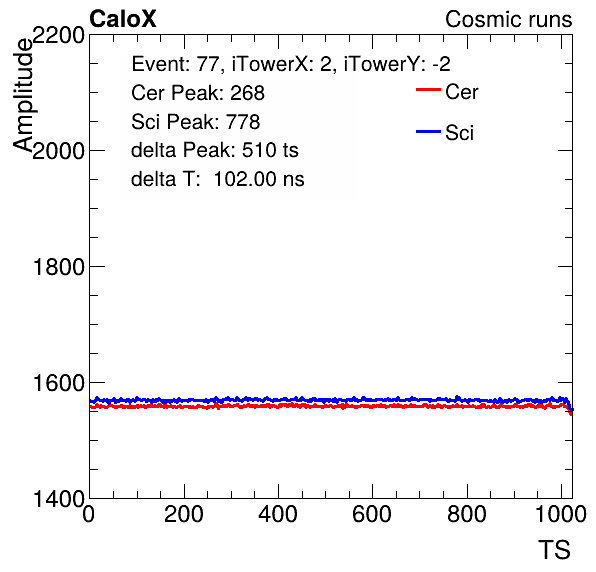 CaloX Cosmic runs
Amplitude
Event: 77, iTowerX: 2, iTowerY: -2
Cer Peak: 268
Sci Peak: 778
delta Peak: 510 ts
delta T:  102.00 ns
Cer
Sci
2200
2000
1800
1600
1400
0 200 400 600 800 1000
TS